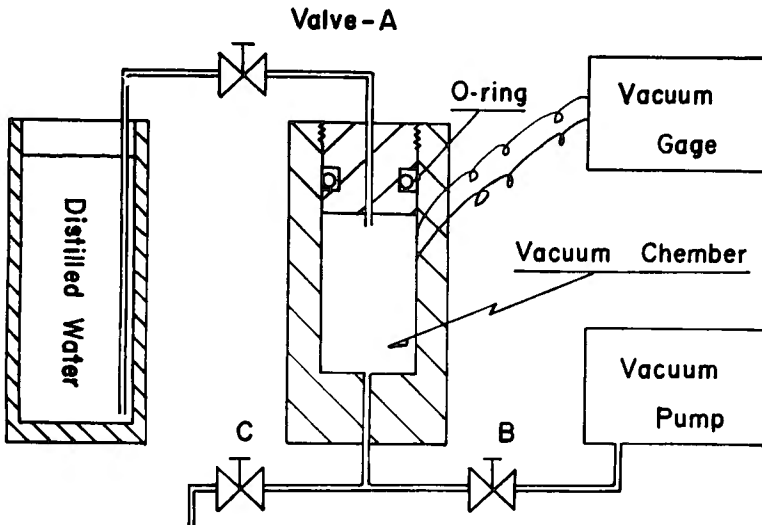 Valve-A
O-ring
Vacuum
Gage
Distilled Water
Vacuum Chember
Vacuum
Pump
C
B